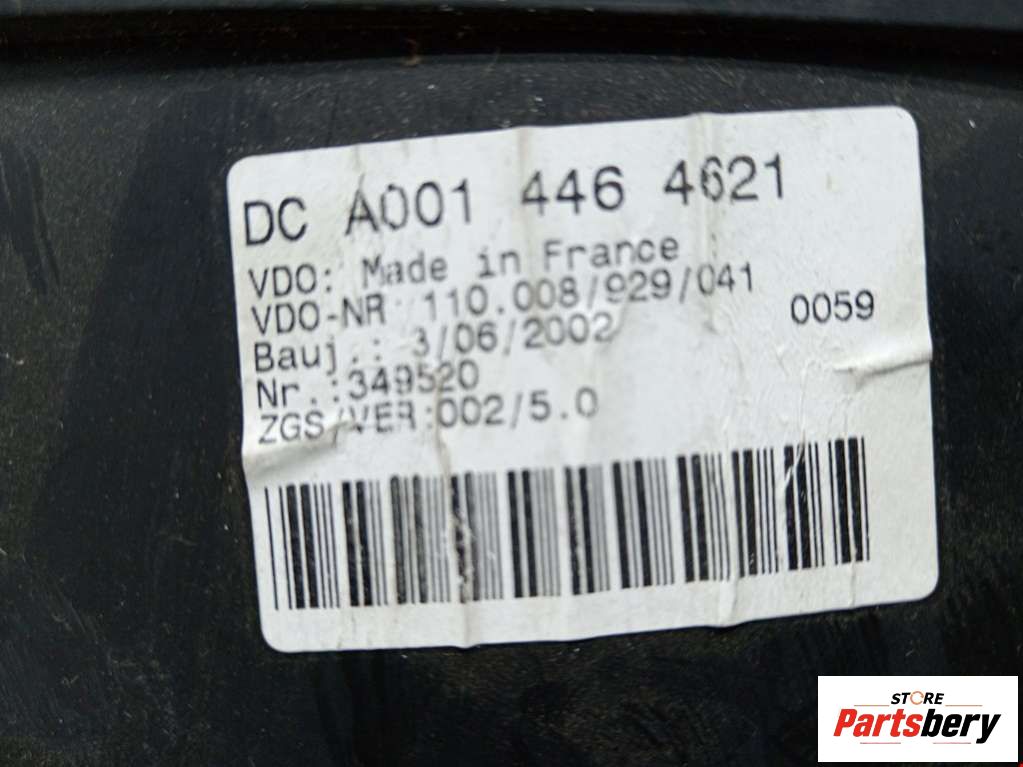 DC A001 446 4621
VDO: Made in France
VDO-NR 110.008/929/041
0059
Bauj.: 3/06/2002
Nr.:349520
ZGS/VER:002/5.0
STORE
Partsbery